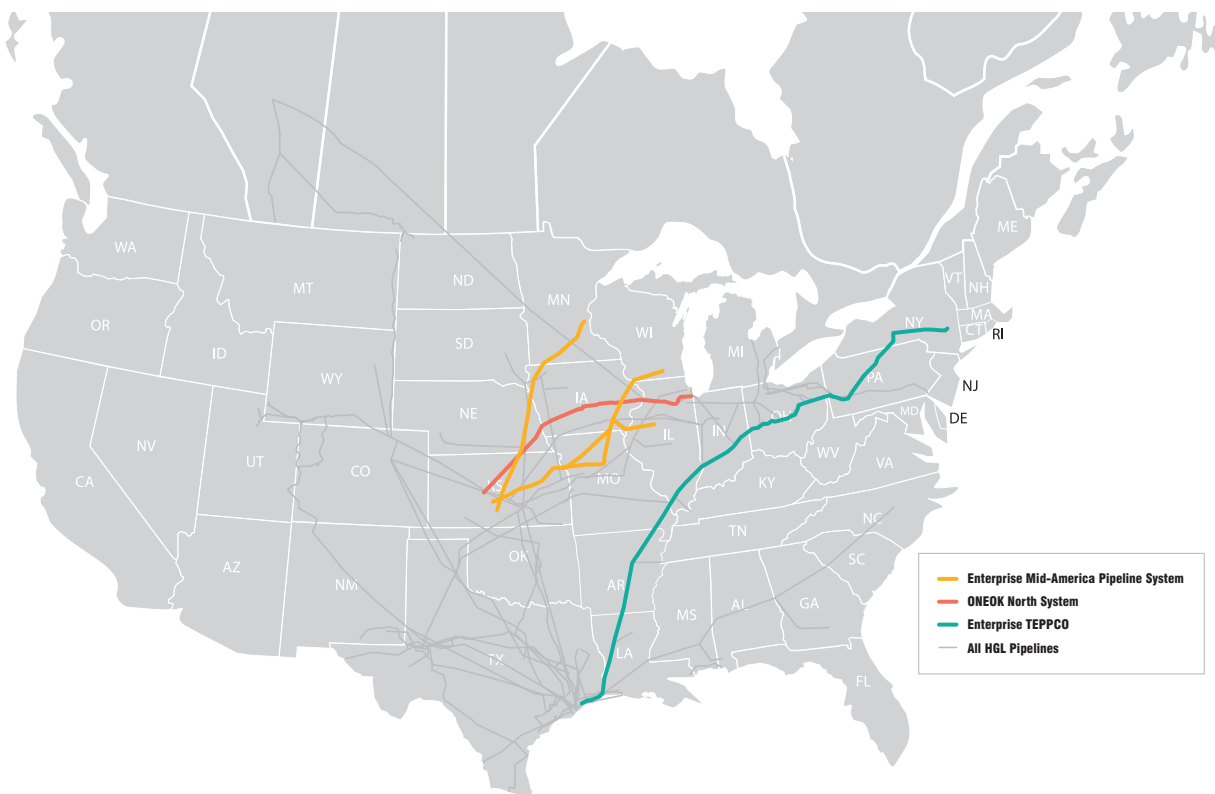 WA
MT
ND
MN
OR
ID
WY
SD
WI
MI
NY
VT
NH
ME
MA
CT
RI
NV
UT
CO
NE
IA
IL
IN
OH
PA
NJ
MD
DE
CA
AZ
NM
KS
MO
KY
WV
VA
OK
AR
TN
NC
SC
TX
LA
MS
AL
GA
FL
Enterprise Mid-America Pipeline System
ONEOK North System
Enterprise TEPPCO
All HGL Pipelines